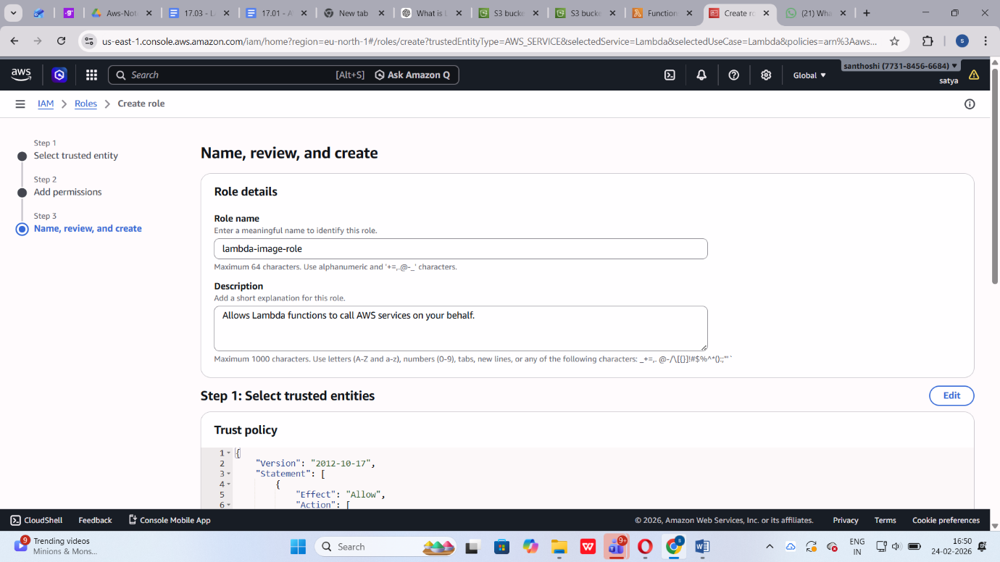 Aws-Not
17.03 - L
17.01 - A
New tab
What is L
S3 bucke
S3 bucke
Function
Create ro
(21) Wha
us-east-1.console.aws.amazon.com/iam/home?region=eu-north-1#/roles/create?trustedEntityType=AWS_SERVICE&selectedService=Lambda&selectedUseCase=Lambda&policies=arn%3Aaws...
S
aws
Search
[Alt+S]
Ask Amazon Q
Global
santhoshi (7731-8456-6684)
satya
IAM
Roles
Create role
Step 1
Select trusted entity
Step 2
Add permissions
Step 3
Name, review, and create
Name, review, and create
Role details
Role name
Enter a meaningful name to identify this role.
lambda-image-role
Maximum 64 characters. Use alphanumeric and '+=,.@-_' characters.
Description
Add a short explanation for this role.
Allows Lambda functions to call AWS services on your behalf.
Maximum 1000 characters. Use letters (A-Z and a-z), numbers (0-9), tabs, new lines, or any of the following characters: _+=,. @-/\[{}]!#$%^*();:"'`
Step 1: Select trusted entities
Edit
Trust policy
1 {
2 "Version": "2012-10-17",
3 "Statement": [
4 {
5 "Effect": "Allow",
6 "Action": [
CloudShell
Feedback
Console Mobile App
© 2026, Amazon Web Services, Inc. or its affiliates.
Privacy
Terms
Cookie preferences
9
Trending videos
Minions & Mons...
Search
9+
S
ENG
IN
16:50
24-02-2026